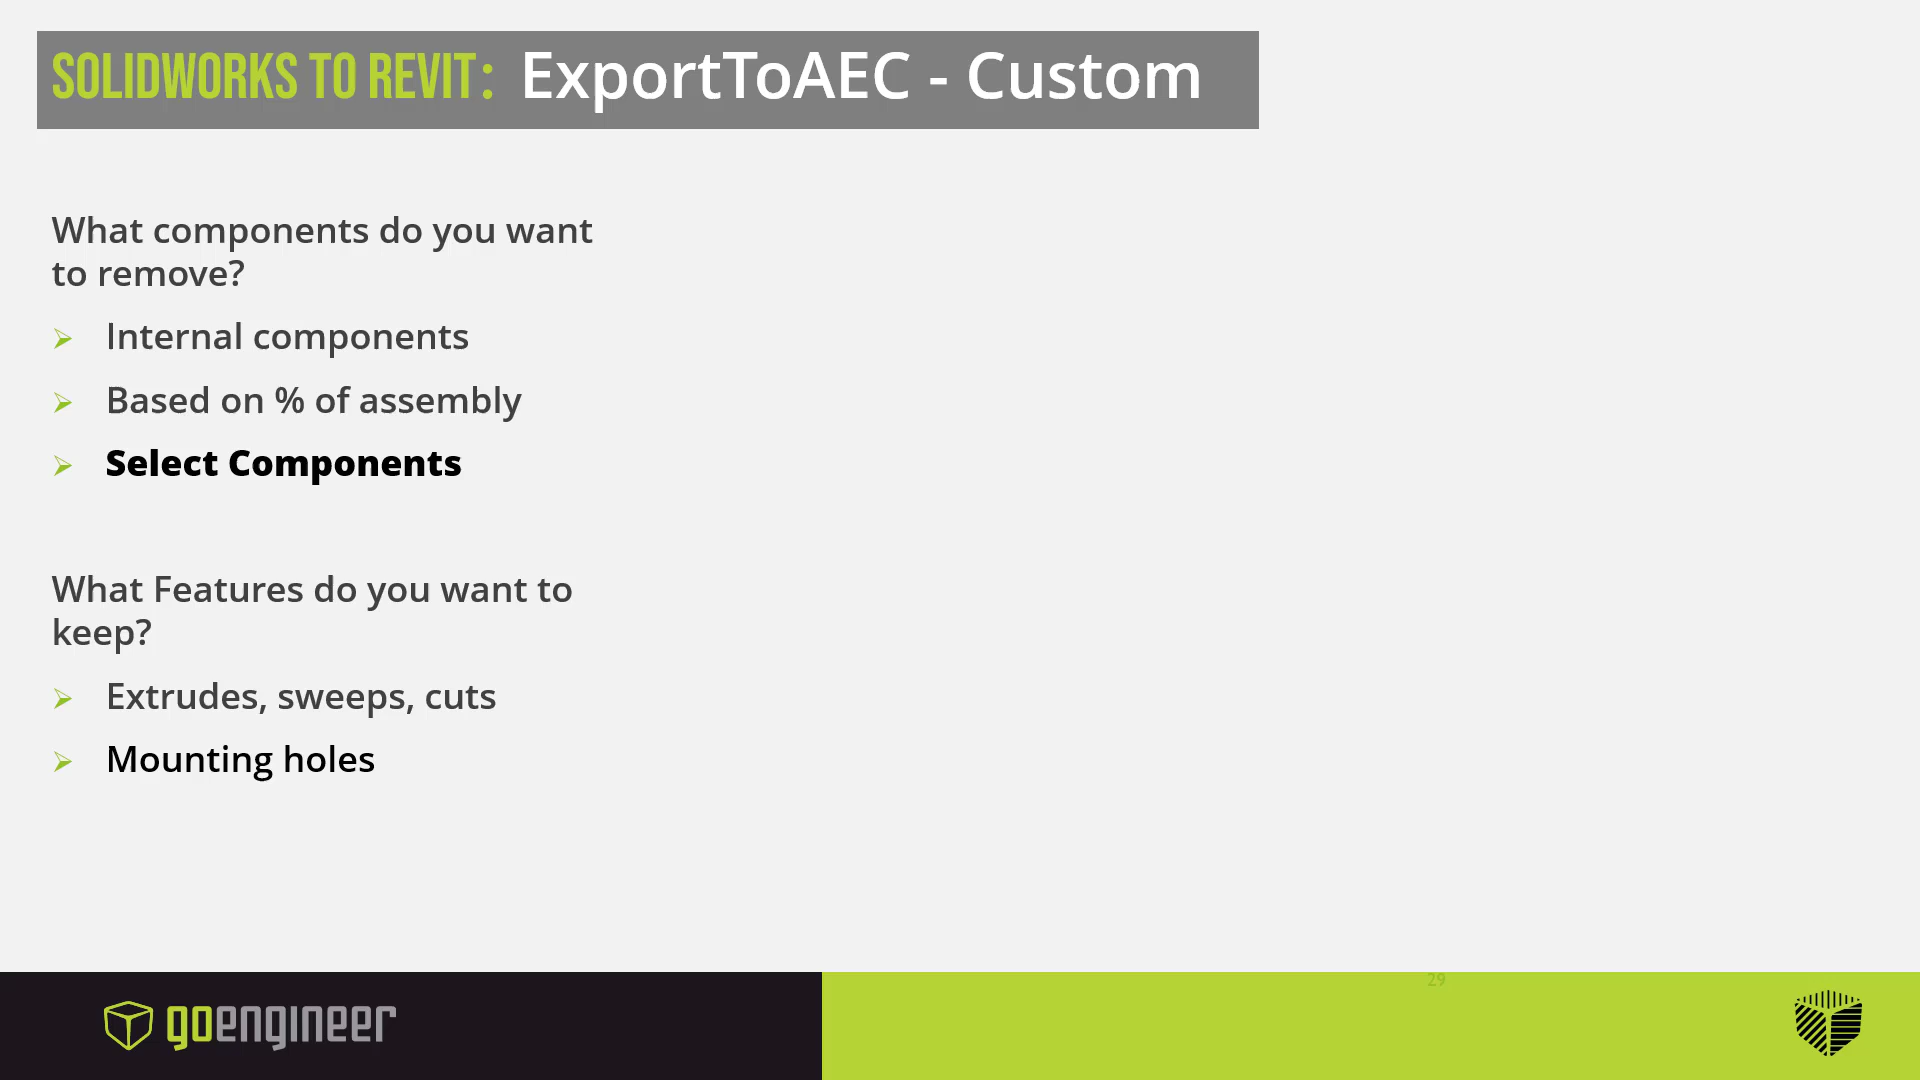 SOLIDWORKS TO REVIT: ExportToAEC - Custom
What components do you want
to remove?
Internal components
Based on % of assembly
Select Components
What Features do you want to
keep?
Extrudes, sweeps, cuts
Mounting holes
29
goengineer